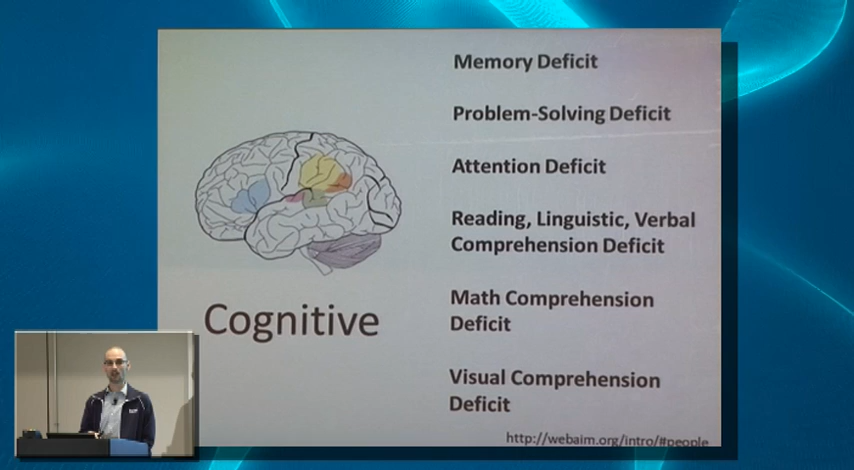 Memory Deficit
Problem-Solving Deficit
Attention Deficit
Reading, Linguistic, Verbal
Comprehension Deficit
Cognitive
Math Comprehension
Deficit
Visual Comprehension
Deficit
http://webaim.org/intro/#people